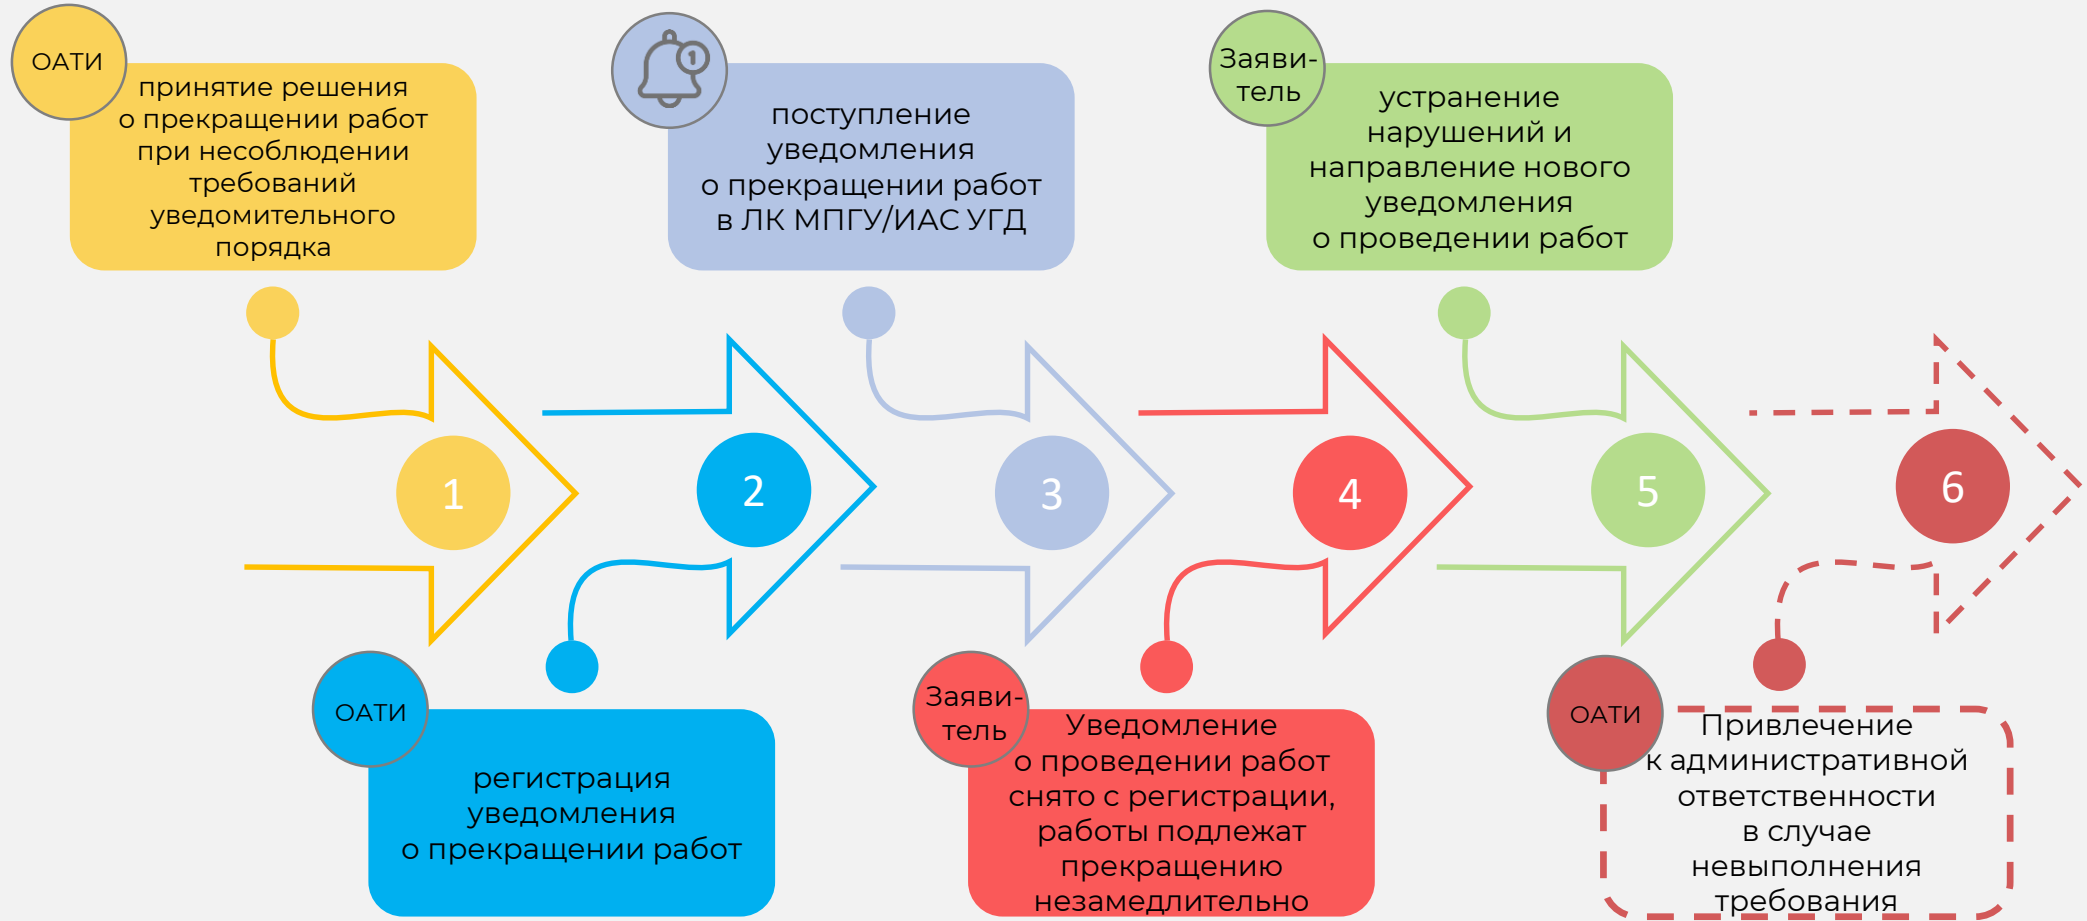 ОАТИ
принятие решения
о прекращении работ
при несоблюдении
требований
уведомительного
порядка
1
поступление
уведомления
о прекращении работ
в ЛК МПГУ/ИАС УГД
Заяви-
тель
устранение
нарушений и
направление нового
уведомления
о проведении работ
1
2
3
4
5
6
ОАТИ
регистрация
уведомления
о прекращении работ
Заяви-
тель
Уведомление
о проведении работ
снято с регистрации,
работы подлежат
прекращению
незамедлительно
ОАТИ
Привлечение
к административной
ответственности
в случае
невыполнения
требования